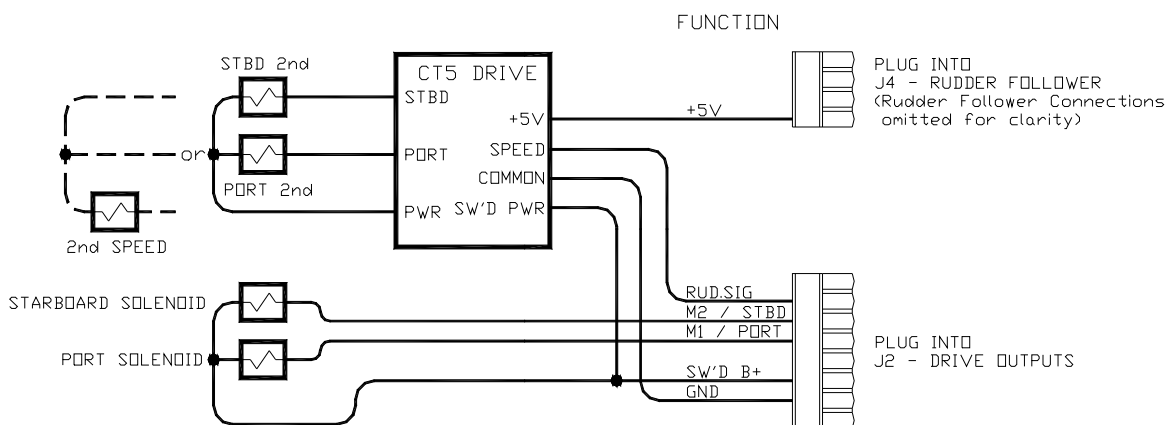 FUNCTION
STBD 2nd
CT5 DRIVE
STBD
+5V
+5V
PLUG INTO
J4 - RUDDER FOLLOWER
(Rudder Follower Connections
omitted for clarity)
or
PORT
SPEED
COMMON
PORT 2nd
PWR
SW'D PWR
2nd SPEED
STARBOARD SOLENOID
RUD.SIG
M2 / STBD
M1 / PORT
PORT SOLENOID
PLUG INTO
J2 - DRIVE OUTPUTS
SW'D B+
GND